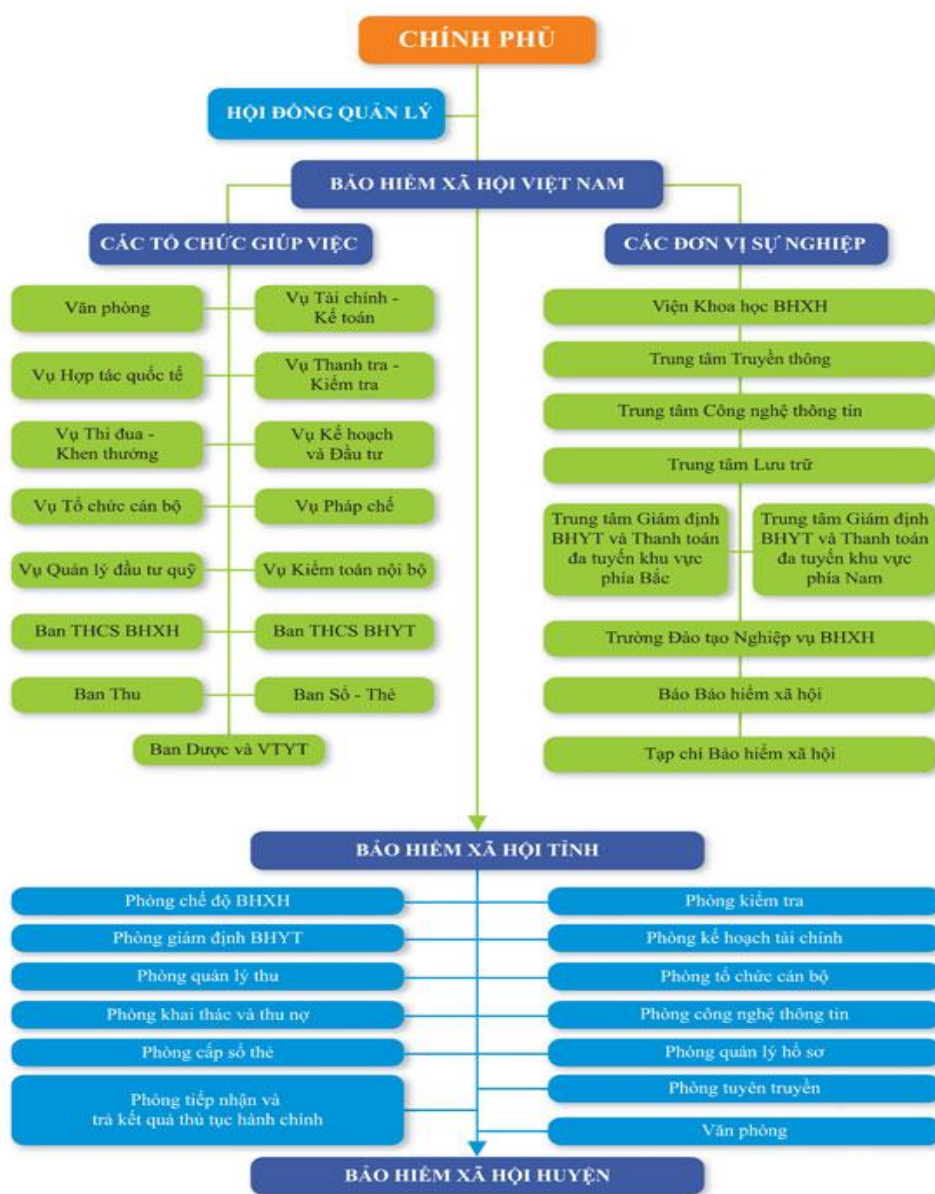 CHÍNH PHỦ
HỘI ĐỒNG QUẢN LÝ
BẢO HIỂM XÃ HỘI VIỆT NAM
CÁC TỔ CHỨC GIÚP VIỆC
Văn phòng
Vụ Tài chính -
Kế toán
Vụ Hợp tác quốc tế
Vụ Thanh tra -
Kiểm tra
Vụ Thi đua -
Khen thưởng
Vụ Kế hoạch
và Đầu tư
Vụ Tổ chức cán bộ
Vụ Pháp chế
Vụ Quản lý đầu tư quỹ
Vụ Kiểm toán nội bộ
Ban THCS BHXH
Ban THCS BHYT
Ban Thu
Ban Sổ - Thẻ
Ban Dược và VTYT
CÁC ĐƠN VỊ SỰ NGHIỆP
Viện Khoa học BHXH
Trung tâm Truyền thông
Trung tâm Công nghệ thông tin
Trung tâm Lưu trữ
Trung tâm Giám định
BHYT và Thanh toán
đa tuyến khu vực
phía Bắc
Trung tâm Giám định
BHYT và Thanh toán
đa tuyến khu vực
phía Nam
Trường Đào tạo Nghiệp vụ BHXH
Báo Bảo hiểm xã hội
Tạp chí Bảo hiểm xã hội
BẢO HIỂM XÃ HỘI TỈNH
Phòng chế độ BHXH
Phòng kiểm tra
Phòng giám định BHYT
Phòng kế hoạch tài chính
Phòng quản lý thu
Phòng tổ chức cán bộ
Phòng khai thác và thu nợ
Phòng công nghệ thông tin
Phòng cấp sổ thẻ
Phòng quản lý hồ sơ
Phòng tiếp nhận và
trả kết quả thủ tục hành chính
Phòng tuyên truyền
Văn phòng
BẢO HIỂM XÃ HỘI HUYỆN